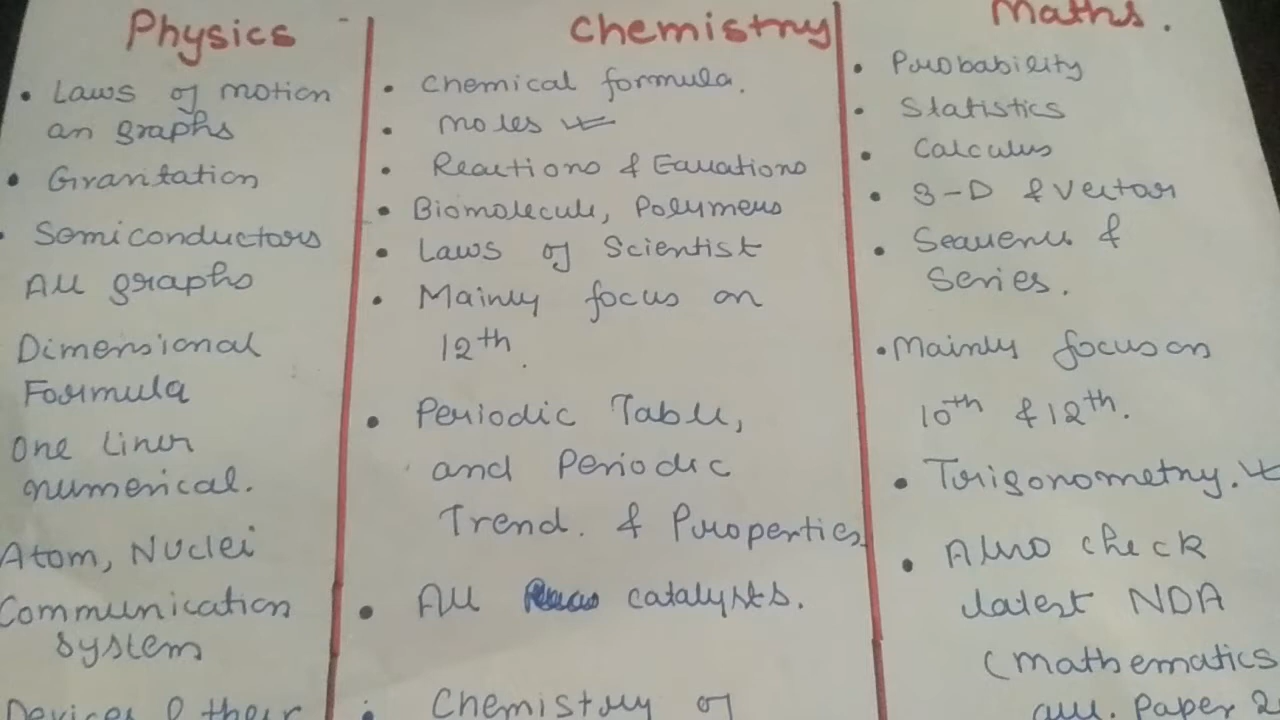 Physics
• Laws of motion
an graphs
• Gravitation
• Semiconductors
All graphs
Dimensional
Formula
One Liner
numerical.
Atom, Nuclei
Communication
system
Devices & their
Chemistry
• Chemical formula.
• moles
• Reactions & Equations
• Biomolecule, Polymers
• Laws of Scientist
• Mainly focus on
12th.
• Periodic Table,
and Periodic
Trend. & Properties
• All catalysts.
• Chemistry of
Maths.
• Probability
• Statistics
• Calculus
• 3-D & Vector
• Sequence &
Series.
• Mainly focus on
10th & 12th.
• Trigonometry.
• Also check
latest NDA
(mathematics
Paper 2